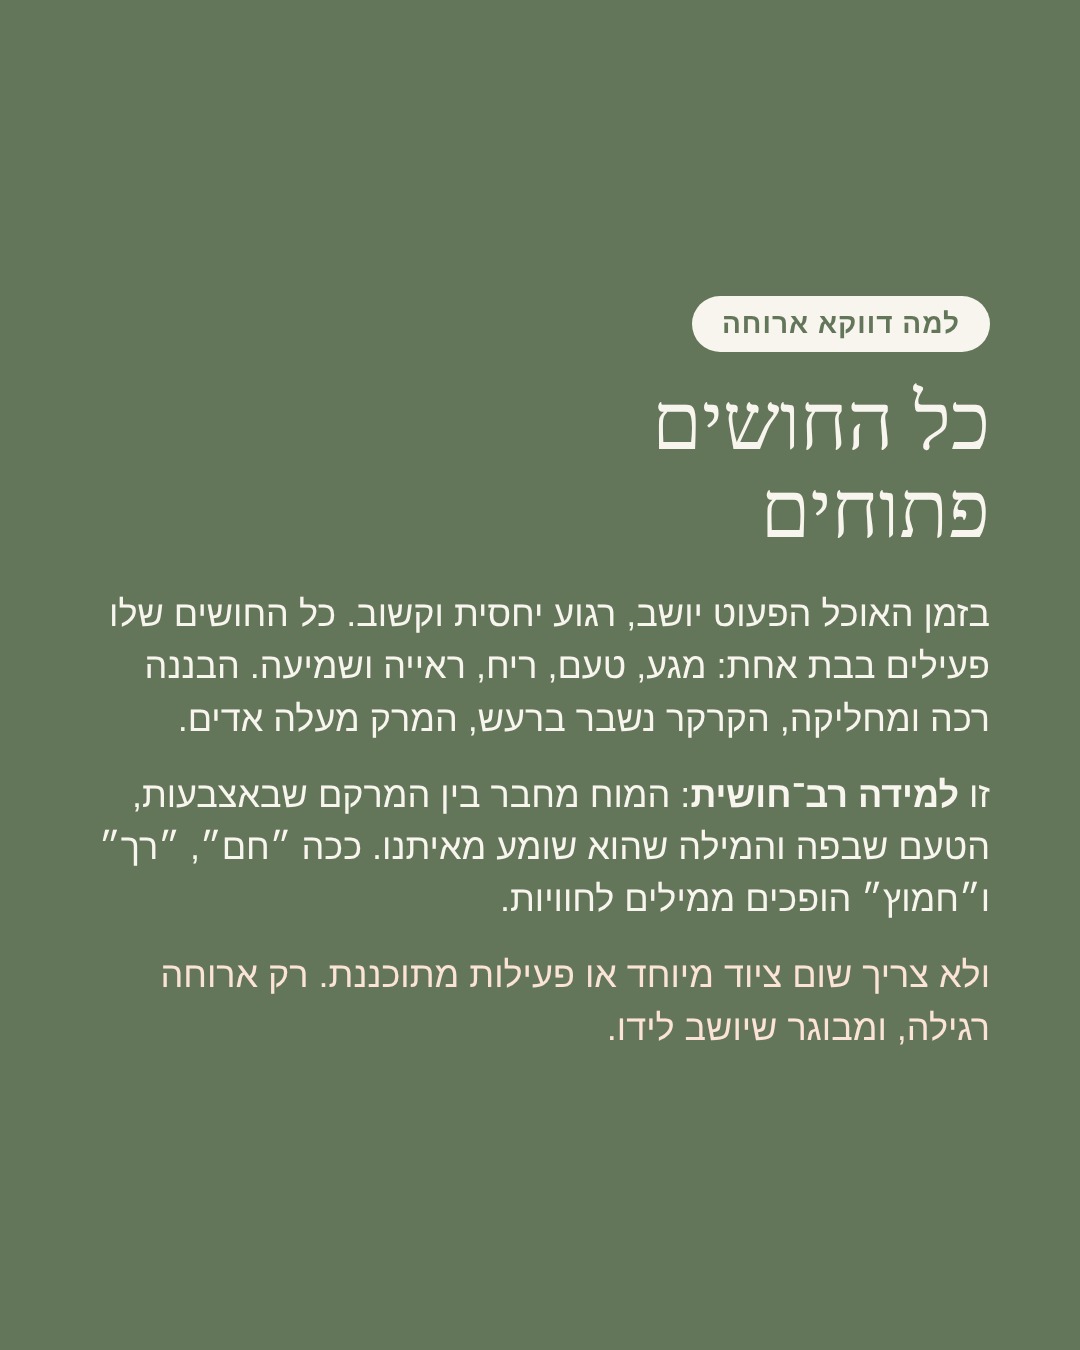 למה דווקא ארוחה
כל החושים
פתוחים
בזמן האוכל הפעוט יושב, רגוע יחסית וקשוב. כל החושים שלו
פעילים בבת אחת: מגע, טעם, ריח, ראייה ושמיעה. הבננה
רכה ומחליקה, הקרקר נשבר ברעש, המרק מעלה אדים.
זו למידה רב־חושית: המוח מחבר בין המרקם שבאצבעות,
הטעם שבפה והמילה שהוא שומע מאיתנו. ככה ״חם״, ״רך״
ו״חמוץ״ הופכים ממילים לחוויות.
ולא צריך שום ציוד מיוחד או פעילות מתוכננת. רק ארוחה
רגילה, ומבוגר שיושב לידו.